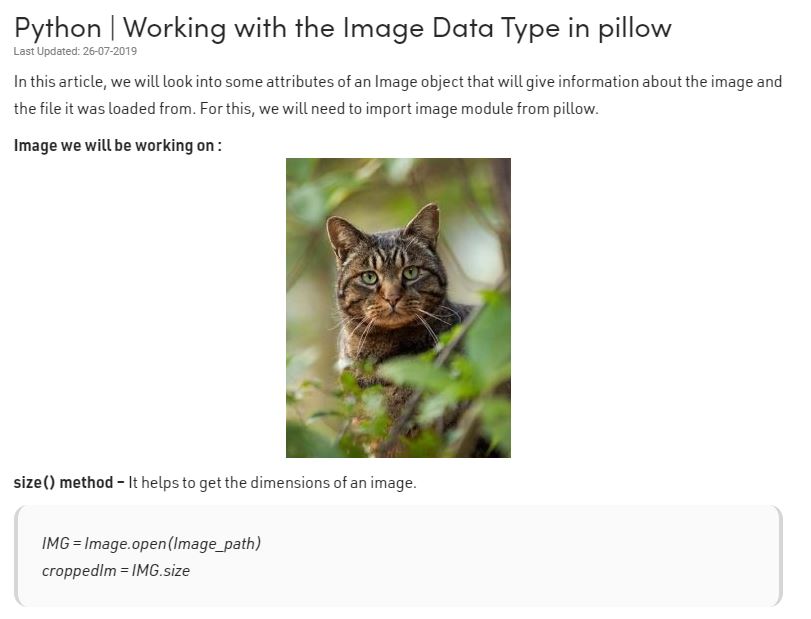 Python | Working with the Image Data Type in pillow
Last Updated: 26-07-2019
In this article, we will look into some attributes of an Image object that will give information about the image and
the file it was loaded from. For this, we will need to import image module from pillow.
Image we will be working on :
size() method – It helps to get the dimensions of an image.
IMG = Image.open(Image_path)
croppedIm = IMG.size